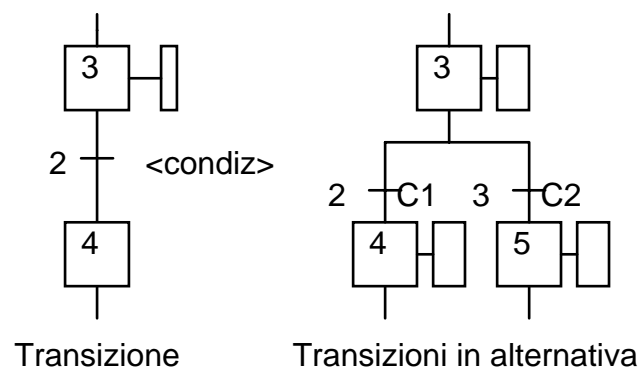 3
3
2 <condiz>
2 C1 3 C2
4
4
5
Transizione
Transizioni in alternativa